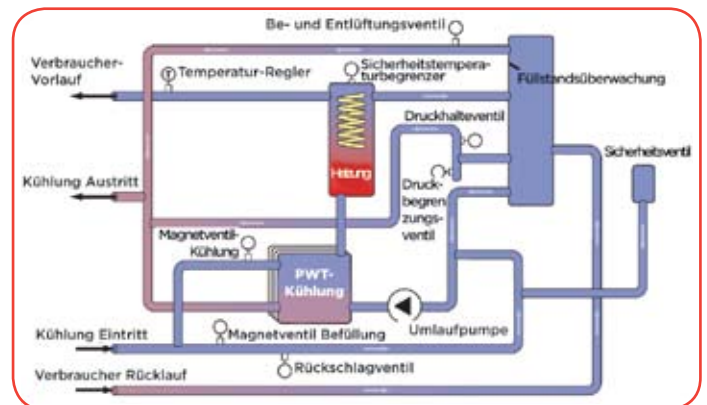 Be- und Entlüftungsventil
Verbraucher-
Vorlauf
Temperatur-Regler
Sicherheitstempera-
turbegrenzer
Füllstandsüberwachung
Druckhalteventil
Sicherheitsventil
Heizung
Kühlung Austritt
Druck-
begren
zungs-
ventil
Magnetventil-
Kühlung
PWT-
Kühlung
Kühlung Eintritt
Magnetventil Befüllung
Umlaufpumpe
Rückschlagventil
Verbraucher Rücklauf